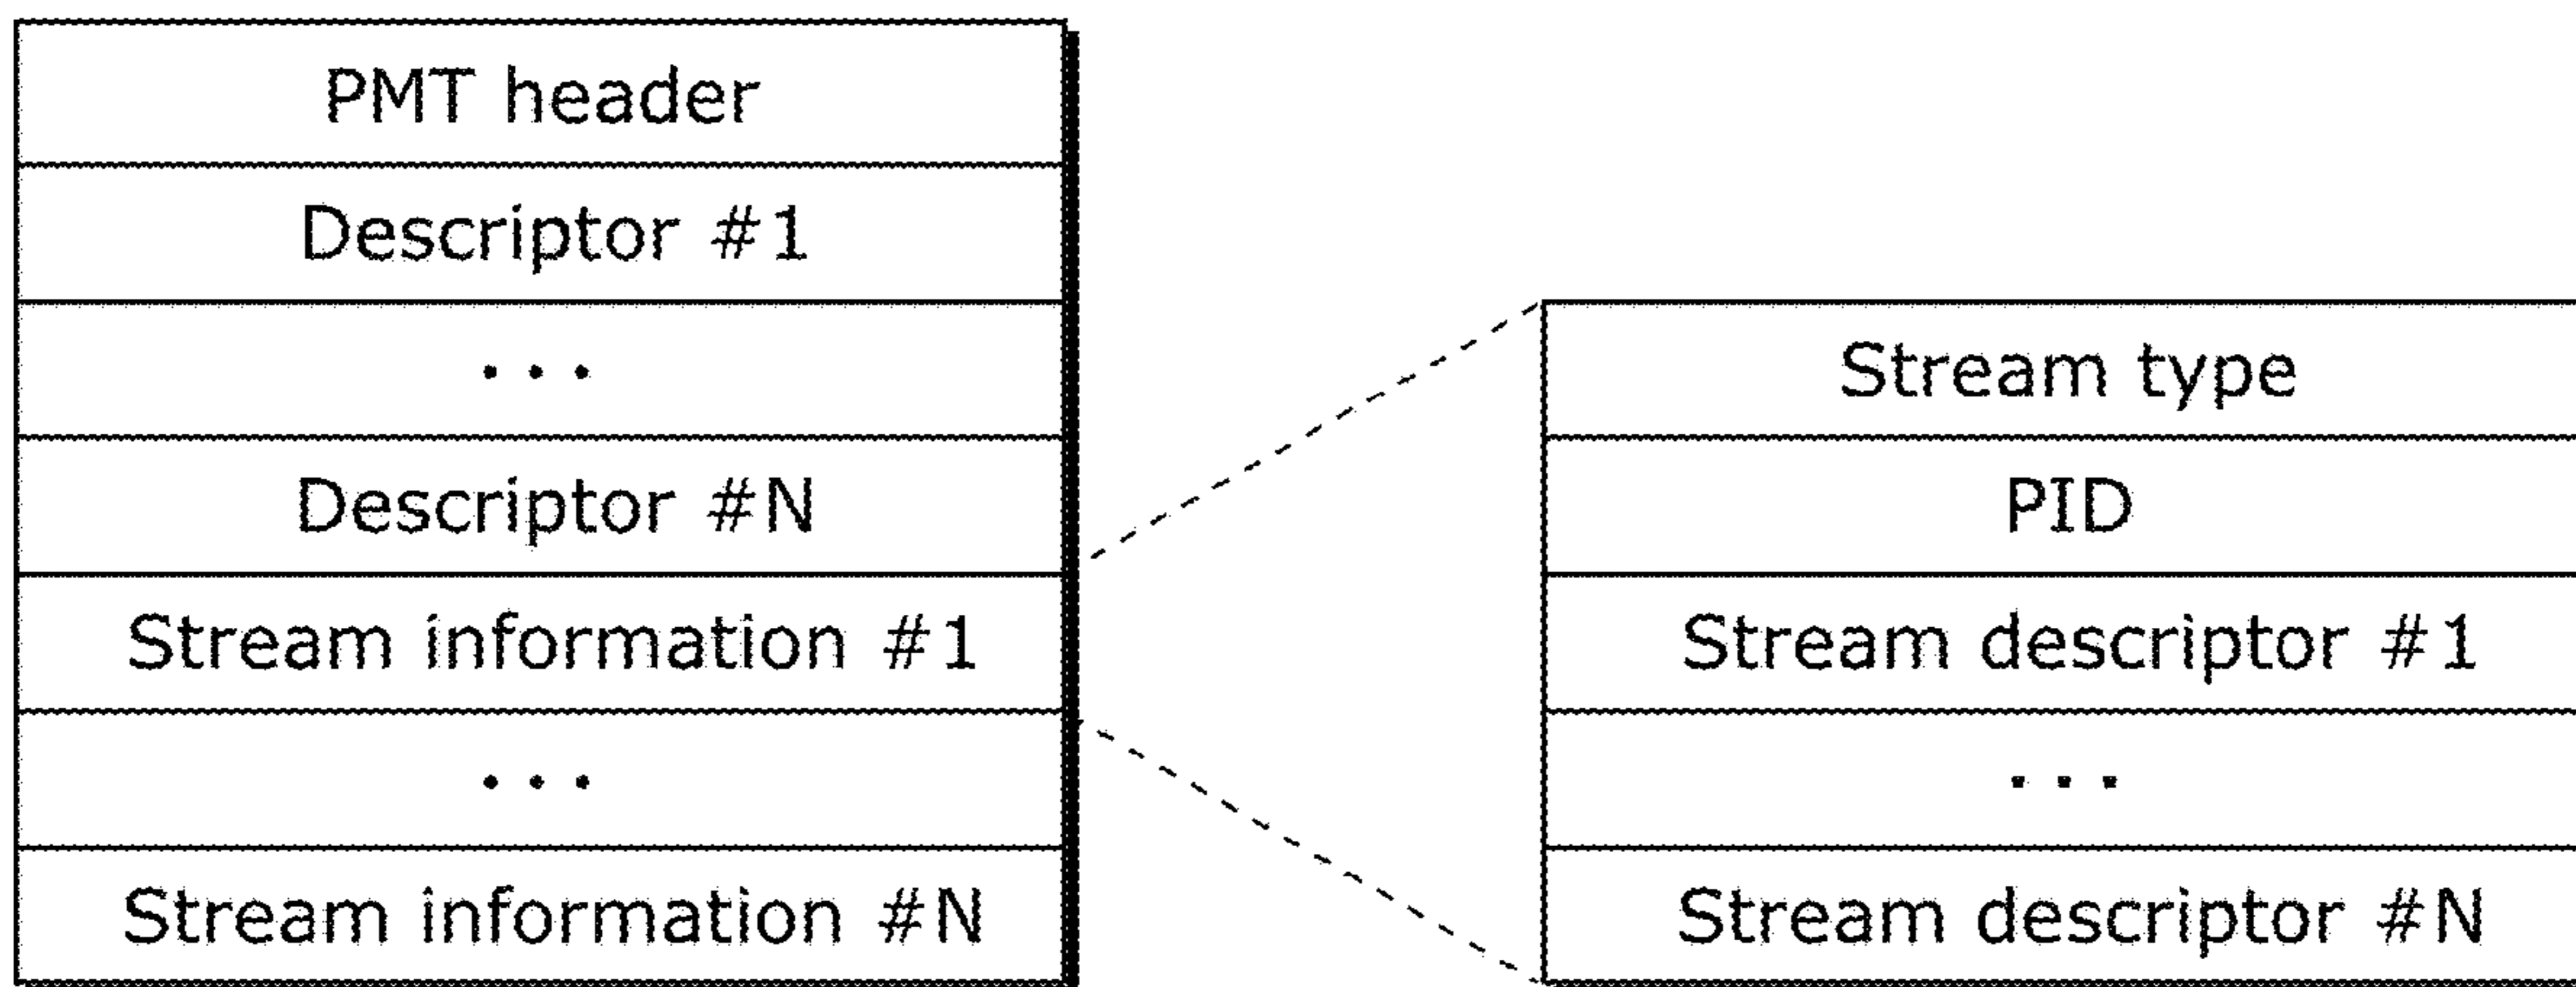 PMT header
Descriptor #1
...
Descriptor #N
Stream information #1
...
Stream information #N
Stream type
PID
Stream descriptor #1
...
Stream descriptor #N